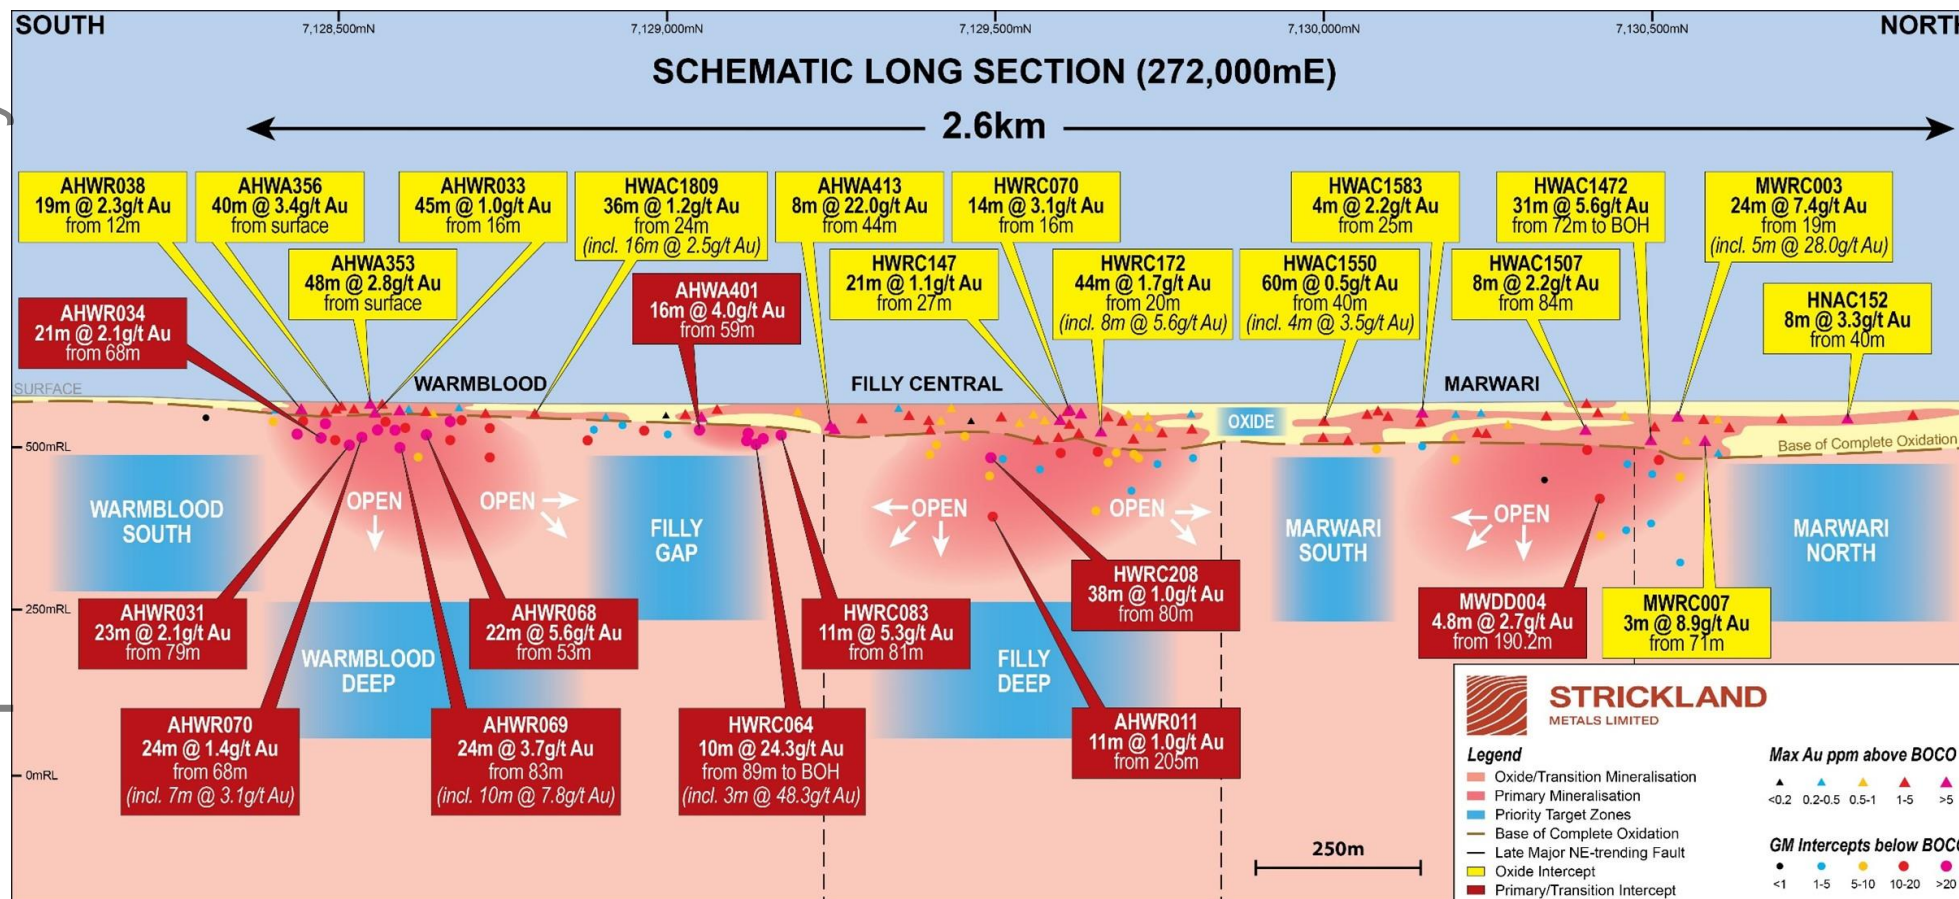 SOUTH
7,128,500mN
7,129,000mN
7,129,500mN
7,130,000mN
7,130,500mN
NORTH
SCHEMATIC LONG SECTION (272,000mE)
2.6km
AHWR038
19m @ 2.3g/t Au
from 12m
AHWA356
40m @ 3.4g/t Au
from surface
AHWR033
45m @ 1.0g/t Au
from 16m
HWAC1809
36m @ 1.2g/t Au
from 24m
(incl. 16m @ 2.5g/t Au)
AHWA413
8m @ 22.0g/t Au
from 44m
HWRC070
14m @ 3.1g/t Au
from 16m
HWAC1583
4m @ 2.2g/t Au
from 25m
HWAC1472
31m @ 5.6g/t Au
from 72m to BOH
MWRC003
24m @ 7.4g/t Au
from 19m
(incl. 5m @ 28.0g/t Au)
AHWA353
48m @ 2.8g/t Au
from surface
HWRC147
21m @ 1.1g/t Au
from 27m
HWRC172
44m @ 1.7g/t Au
from 20m
(incl. 8m @ 5.6g/t Au)
HWAC1550
60m @ 0.5g/t Au
from 40m
(incl. 4m @ 3.5g/t Au)
HWAC1507
8m @ 2.2g/t Au
from 84m
HNAC152
8m @ 3.3g/t Au
from 40m
AHWR034
21m @ 2.1g/t Au
from 68m
AHWA401
16m @ 4.0g/t Au
from 59m
SURFACE
WARMBLOOD
FILLY CENTRAL
MARWARI
OXIDE
500mRL
Base of Complete Oxidation
WARMBLOOD
SOUTH
OPEN
OPEN
FILLY
GAP
OPEN
OPEN
MARWARI
SOUTH
OPEN
MARWARI
NORTH
250mRL
AHWR031
23m @ 2.1g/t Au
from 79m
AHWR068
22m @ 5.6g/t Au
from 53m
HWRC083
11m @ 5.3g/t Au
from 81m
HWRC208
38m @ 1.0g/t Au
from 80m
MWDD004
4.8m @ 2.7g/t Au
from 190.2m
MWRC007
3m @ 8.9g/t Au
from 71m
WARMBLOOD
DEEP
FILLY
DEEP
0mRL
AHWR070
24m @ 1.4g/t Au
from 68m
(incl. 7m @ 3.1g/t Au)
AHWR069
24m @ 3.7g/t Au
from 83m
(incl. 10m @ 7.8g/t Au)
HWRC064
10m @ 24.3g/t Au
from 89m to BOH
(incl. 3m @ 48.3g/t Au)
AHWR011
11m @ 1.0g/t Au
from 205m
250m
STRICKLAND
METALS LIMITED
Legend
Oxide/Transition Mineralisation
Primary Mineralisation
Priority Target Zones
Base of Complete Oxidation
Late Major NE-trending Fault
Oxide Intercept
Primary/Transition Intercept
Max Au ppm above BOCO
<0.2 0.2-0.5 0.5-1 1-5 >5
GM Intercepts below BOCO
<1 1-5 5-10 10-20 >20